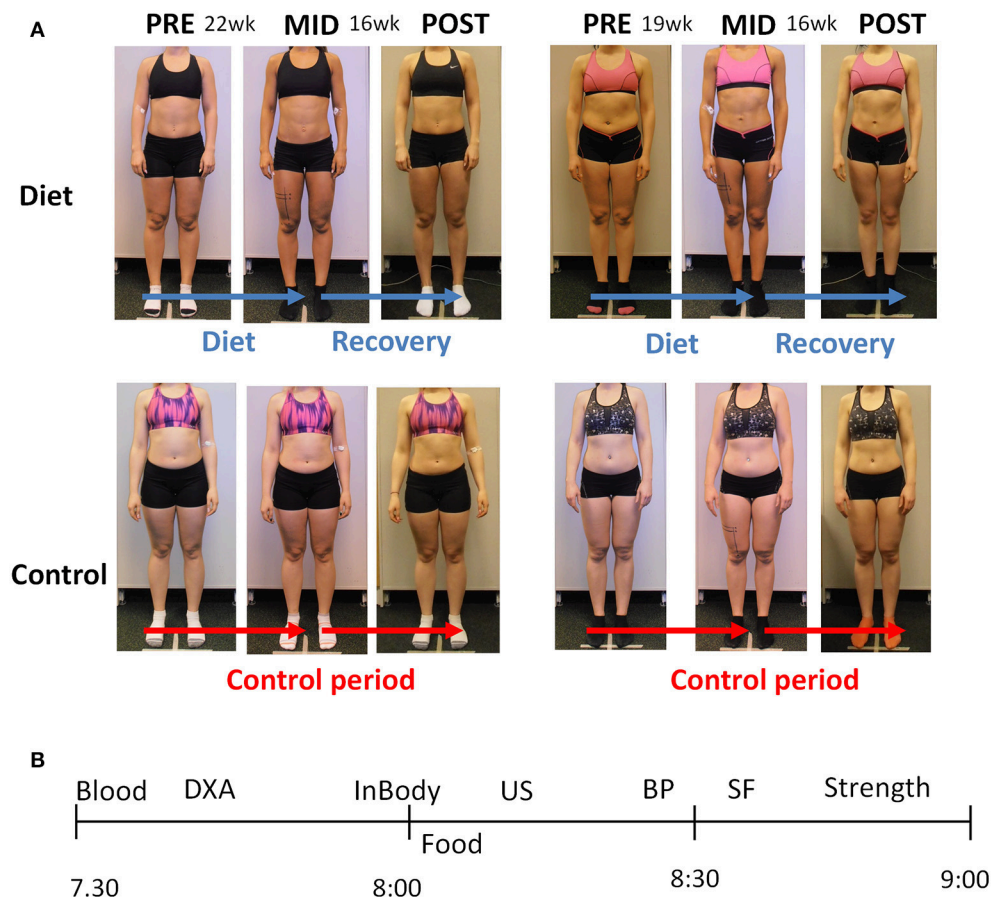 A
PRE 22wk MID 16wk POST
PRE 19wk MID 16wk POST
Diet
Diet Recovery
Diet Recovery
Control
Control period
Control period
B
Blood DXA InBody US BP SF Strength
Food
7.30 8:00 8:30 9:00